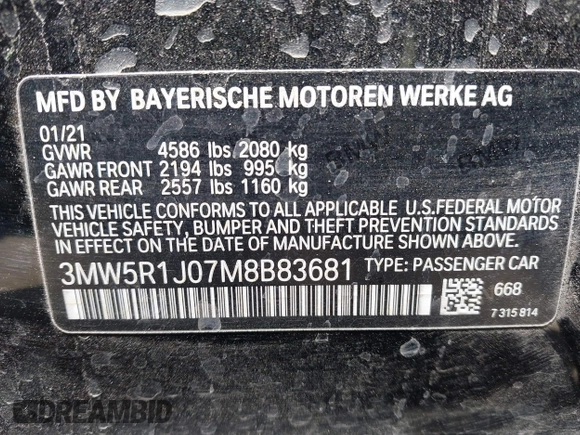 MFD BY BAYERISCHE MOTOREN WERKE AG
01/21
GVWR 4586 lbs 2080 kg
GAWR FRONT 2194 lbs 995 kg
GAWR REAR 2557 lbs 1160 kg
THIS VEHICLE CONFORMS TO ALL APPLICABLE U.S.FEDERAL MOTOR
VEHICLE SAFETY, BUMPER AND THEFT PREVENTION STANDARDS
IN EFFECT ON THE DATE OF MANUFACTURE SHOWN ABOVE.
3MW5R1J07M8B83681 TYPE: PASSENGER CAR
668
7 315 814
DREAMBID